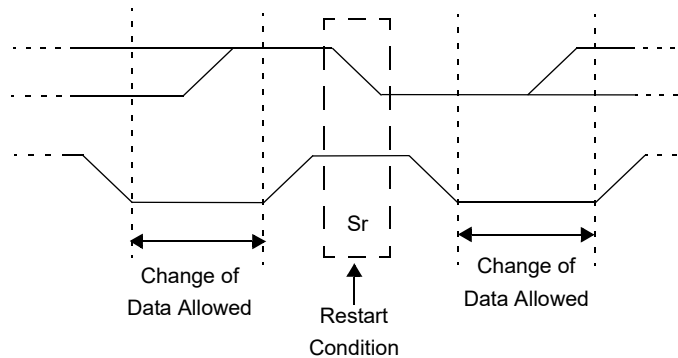 Sr
Change of
Data Allowed
Restart
Condition
Change of
Data Allowed